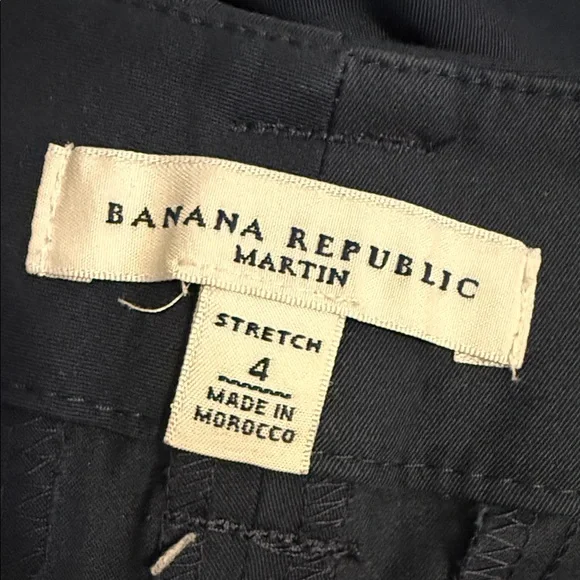 BANANA REPUBLIC
MARTIN
STRETCH
4
MADE IN
MOROCCO